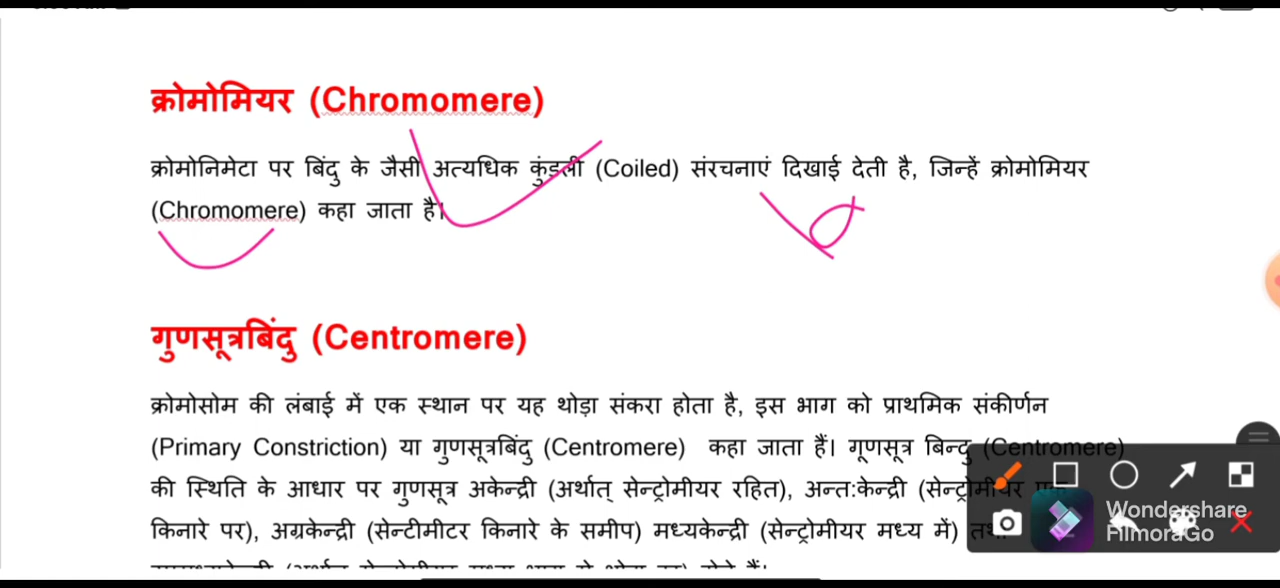 क्रोमोमियर (Chromomere)
क्रोमोनिमेटा पर बिंदु के जैसी अत्यधिक कुंडली (Coiled) संरचनाएं दिखाई देती है, जिन्हें क्रोमोमियर
(Chromomere) कहा जाता है।
गुणसूत्रबिंदु (Centromere)
क्रोमोसोम की लंबाई में एक स्थान पर यह थोड़ा संकरा होता है, इस भाग को प्राथमिक संकीर्णन
(Primary Constriction) या गुणसूत्रबिंदु (Centromere) कहा जाता हैं। गूणसूत्र बिन्दु (Centromere)
की स्थिति के आधार पर गुणसूत्र अकेन्द्री (अर्थात् सेन्ट्रोमीयर रहित), अन्त:केन्द्री (सेन्ट्रोमीयर एक
किनारे पर), अग्रकेन्द्री (सेन्टीमीटर किनारे के समीप) मध्यकेन्द्री (सेन्ट्रोमीयर मध्य में) तथा
Wondershare
FilmoraGo